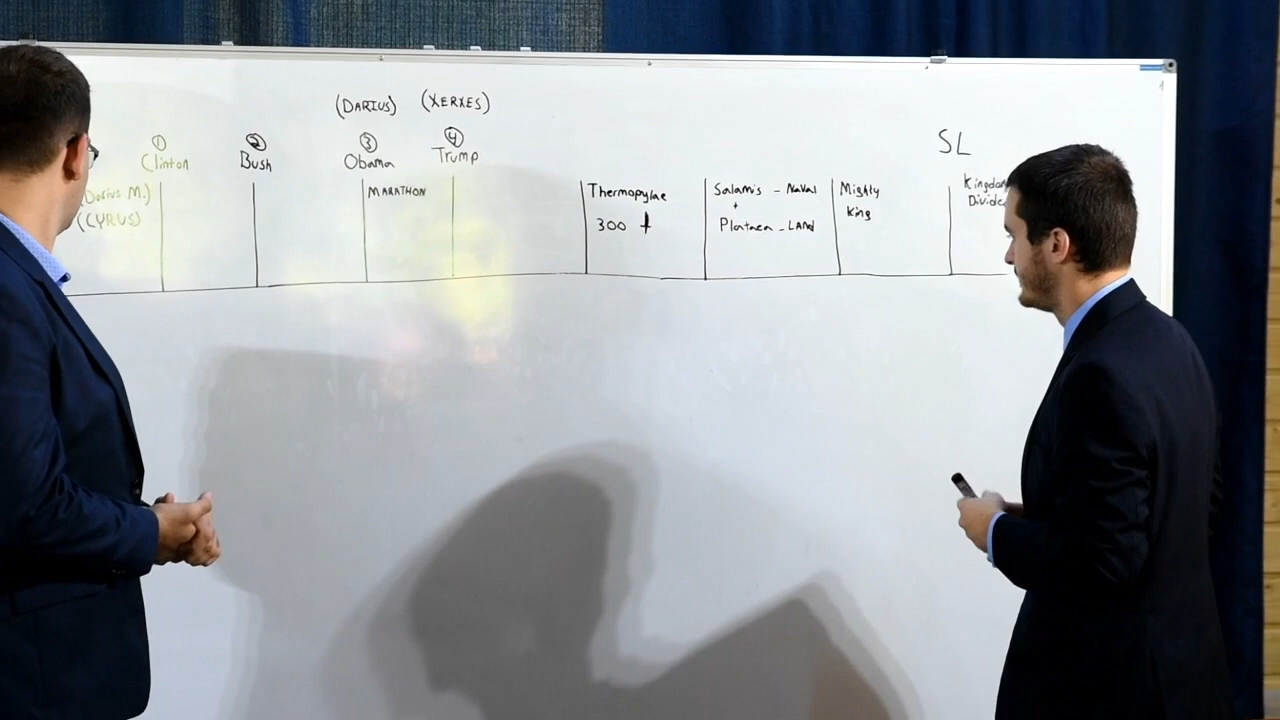 (DARIUS) (XERXES)
① ② ③ ④
Clinton Bush Obama Trump
SL
(Darius M.)
(CYRUS)
MARATHON
Thermopylae
300
Salamis - Naval
+
Plataea - LAND
Mighty
King
Kingdom
Divide